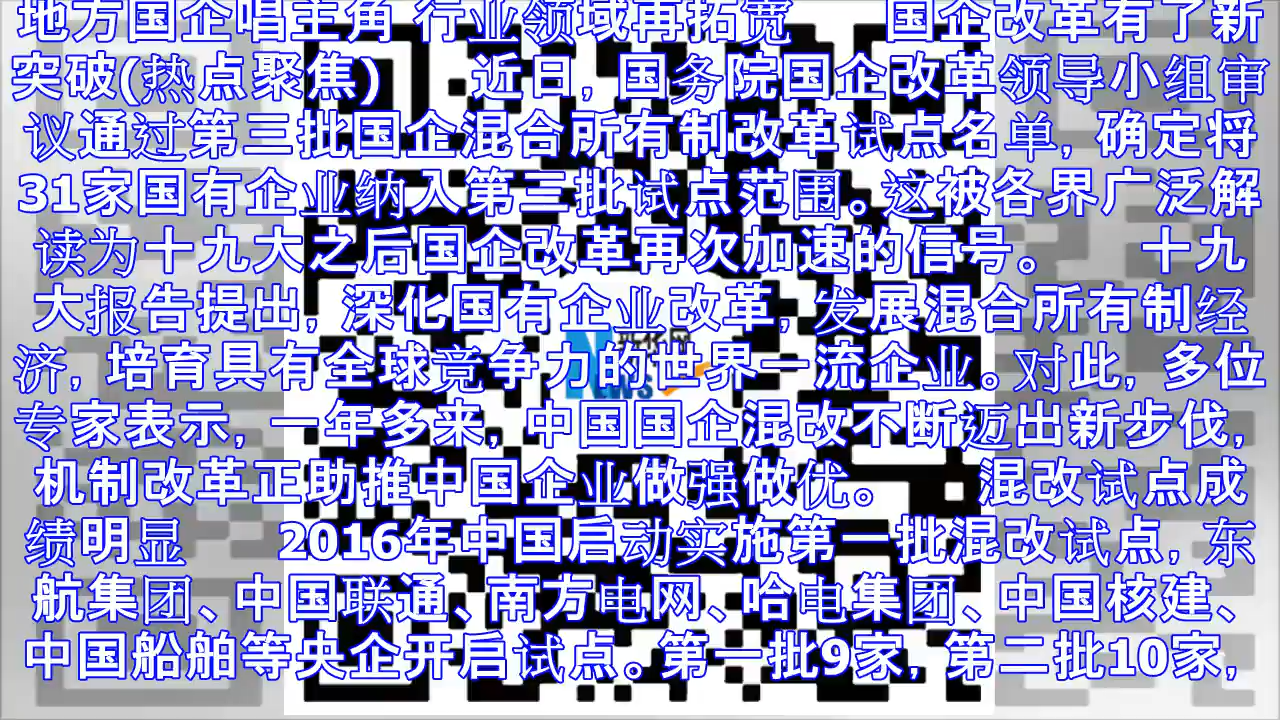 地方国企唱主角 行业领域再拓宽　　国企改革有了新
突破(热点聚焦)　　近日, 国务院国企改革领导小组审
议通过第三批国企混合所有制改革试点名单, 确定将
31家国有企业纳入第三批试点范围。这被各界广泛解
读为十九大之后国企改革再次加速的信号。　　十九
大报告提出, 深化国有企业改革, 发展混合所有制经
济, 培育具有全球竞争力的世界一流企业。对此, 多位
专家表示, 一年多来, 中国国企混改不断迈出新步伐,
机制改革正助推中国企业做强做优。　　混改试点成
绩明显　　2016年中国启动实施第一批混改试点, 东
航集团、中国联通、南方电网、哈电集团、中国核建、
中国船舶等央企开启试点。第一批9家, 第二批10家,